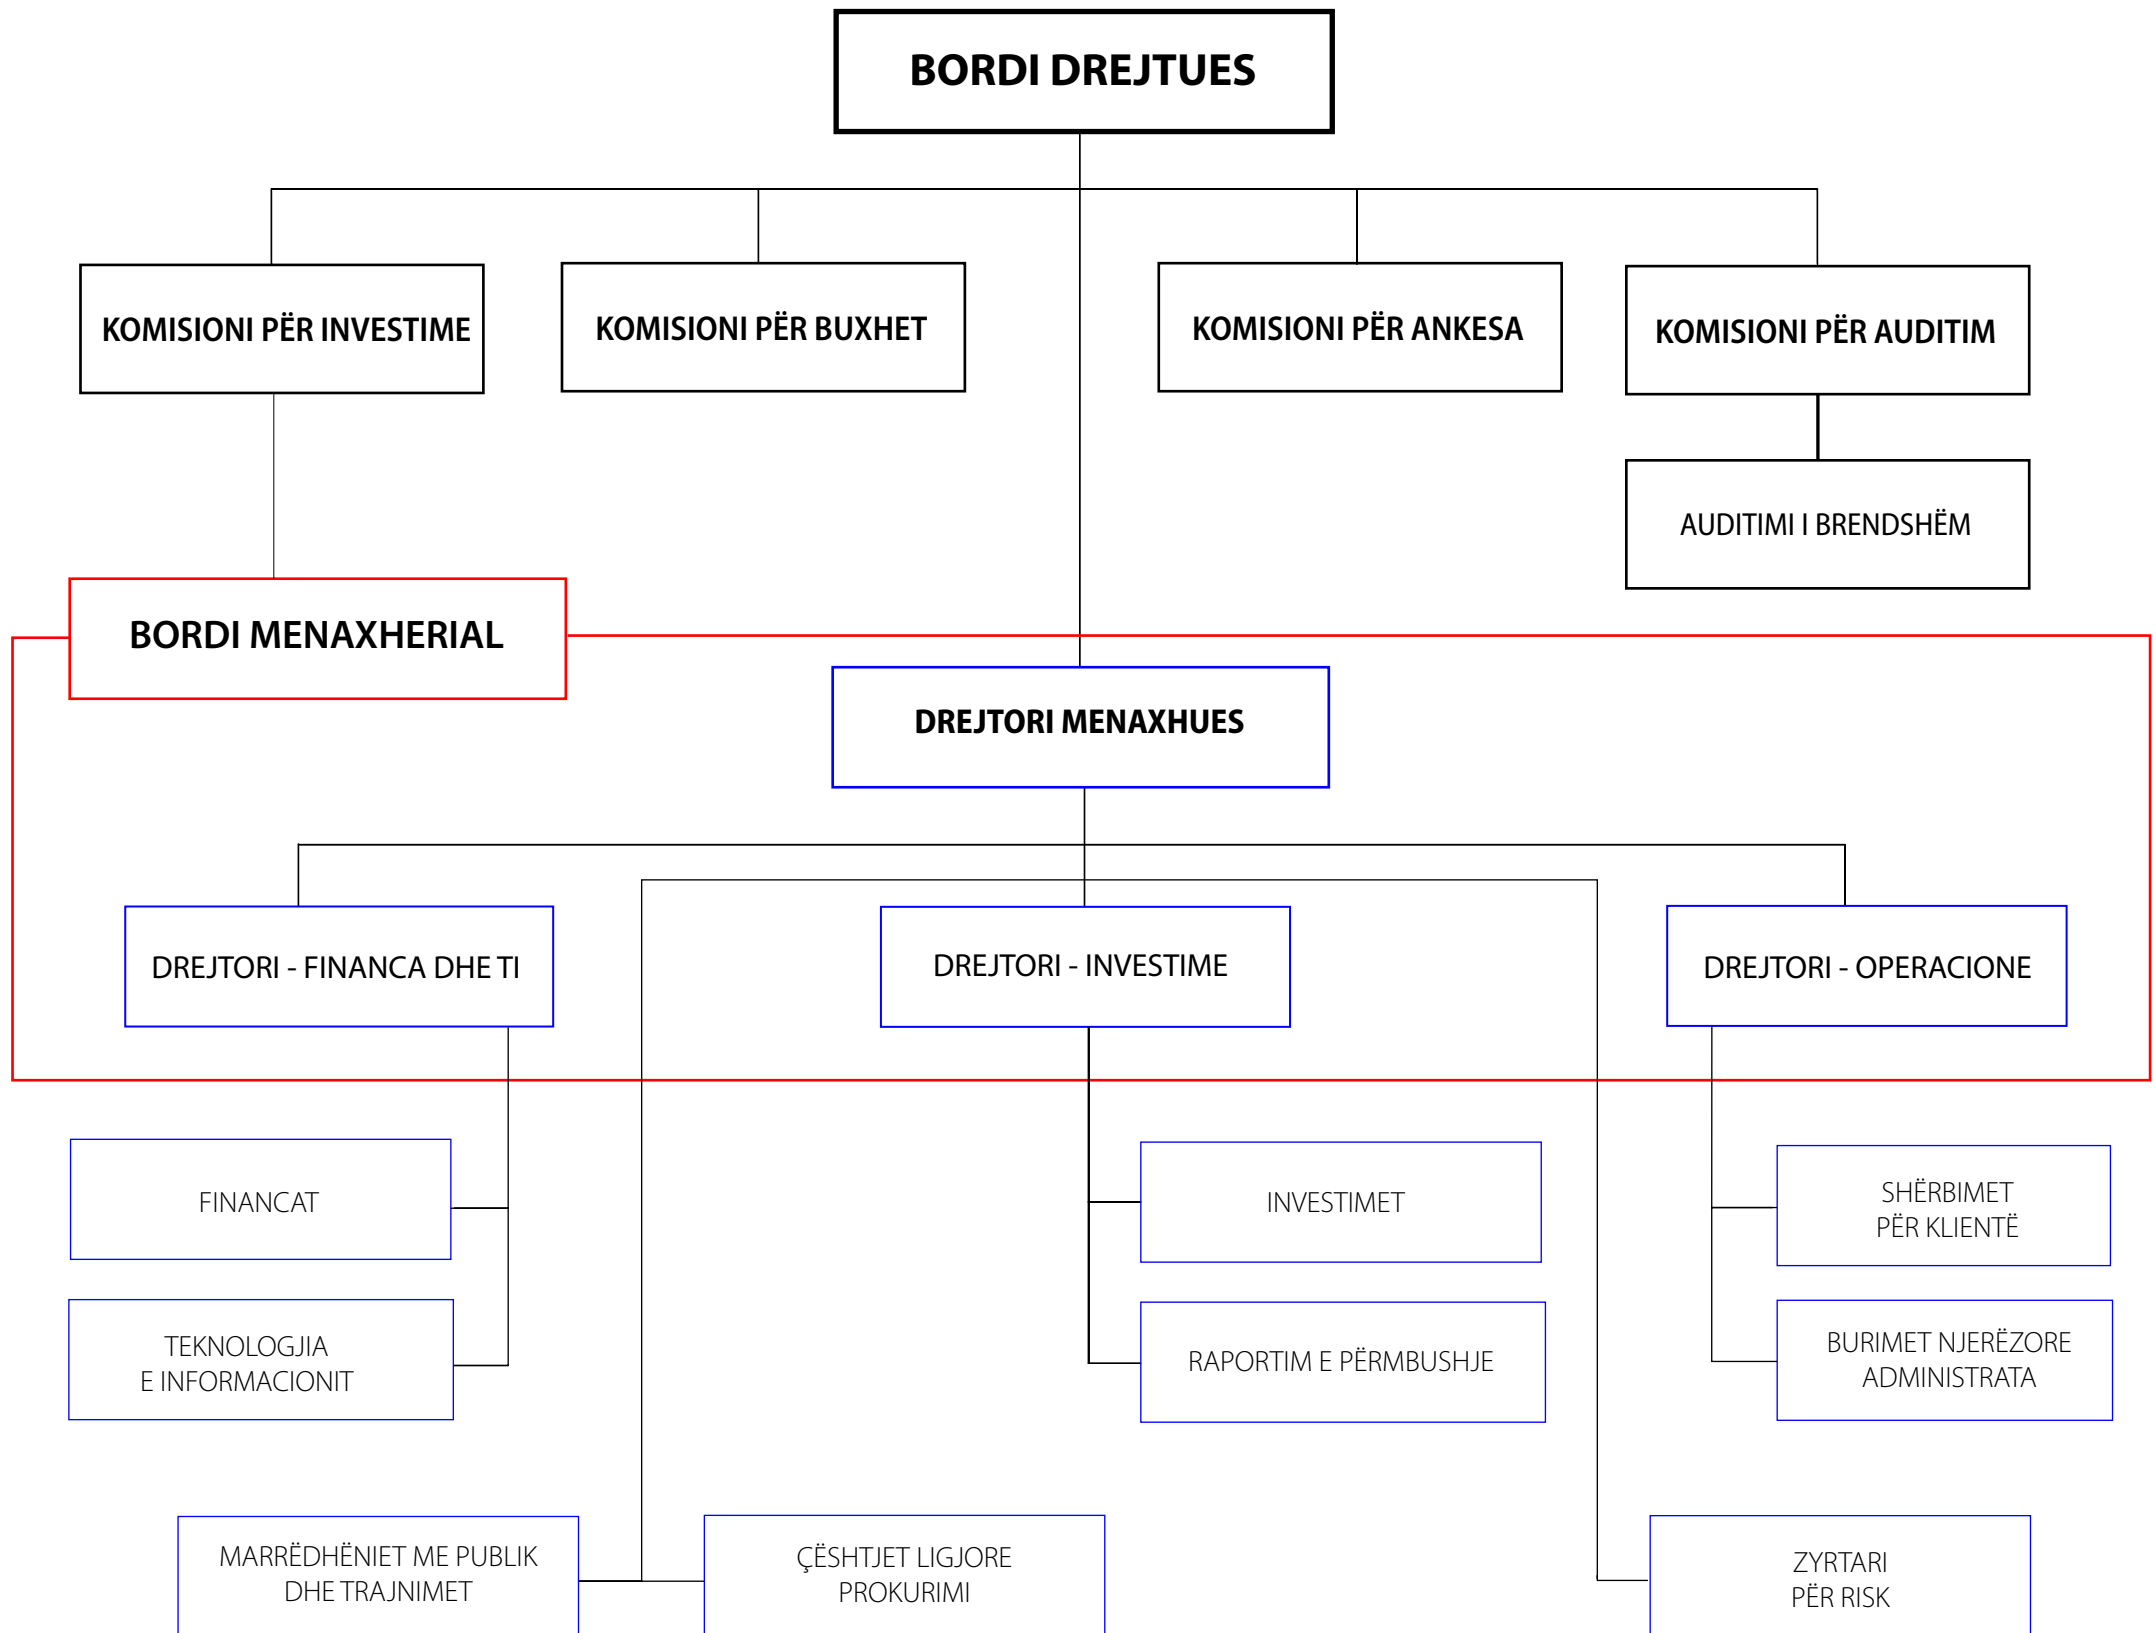 BORDI DREJTUES
KOMISIONI PËR INVESTIME
KOMISIONI PËR BUXHET
KOMISIONI PËR ANKESA
KOMISIONI PËR AUDITIM
AUDITIMI I BRENDSHËM
BORDI MENAXHERIAL
DREJTORI MENAXHUES
DREJTORI - FINANCA DHE TI
DREJTORI - INVESTIME
DREJTORI - OPERACIONE
FINANCAT
INVESTIMET
SHËRBIMET
PËR KLIENTË
TEKNOLOGJIA
E INFORMACIONIT
RAPORTIM E PËRMBUSHJE
BURIMET NJERËZORE
ADMINISTRATA
MARRËDHËNIET ME PUBLIK
DHE TRAJNIMET
ÇËSHTJET LIGJORE
PROKURIMI
ZYRTARI
PËR RISK